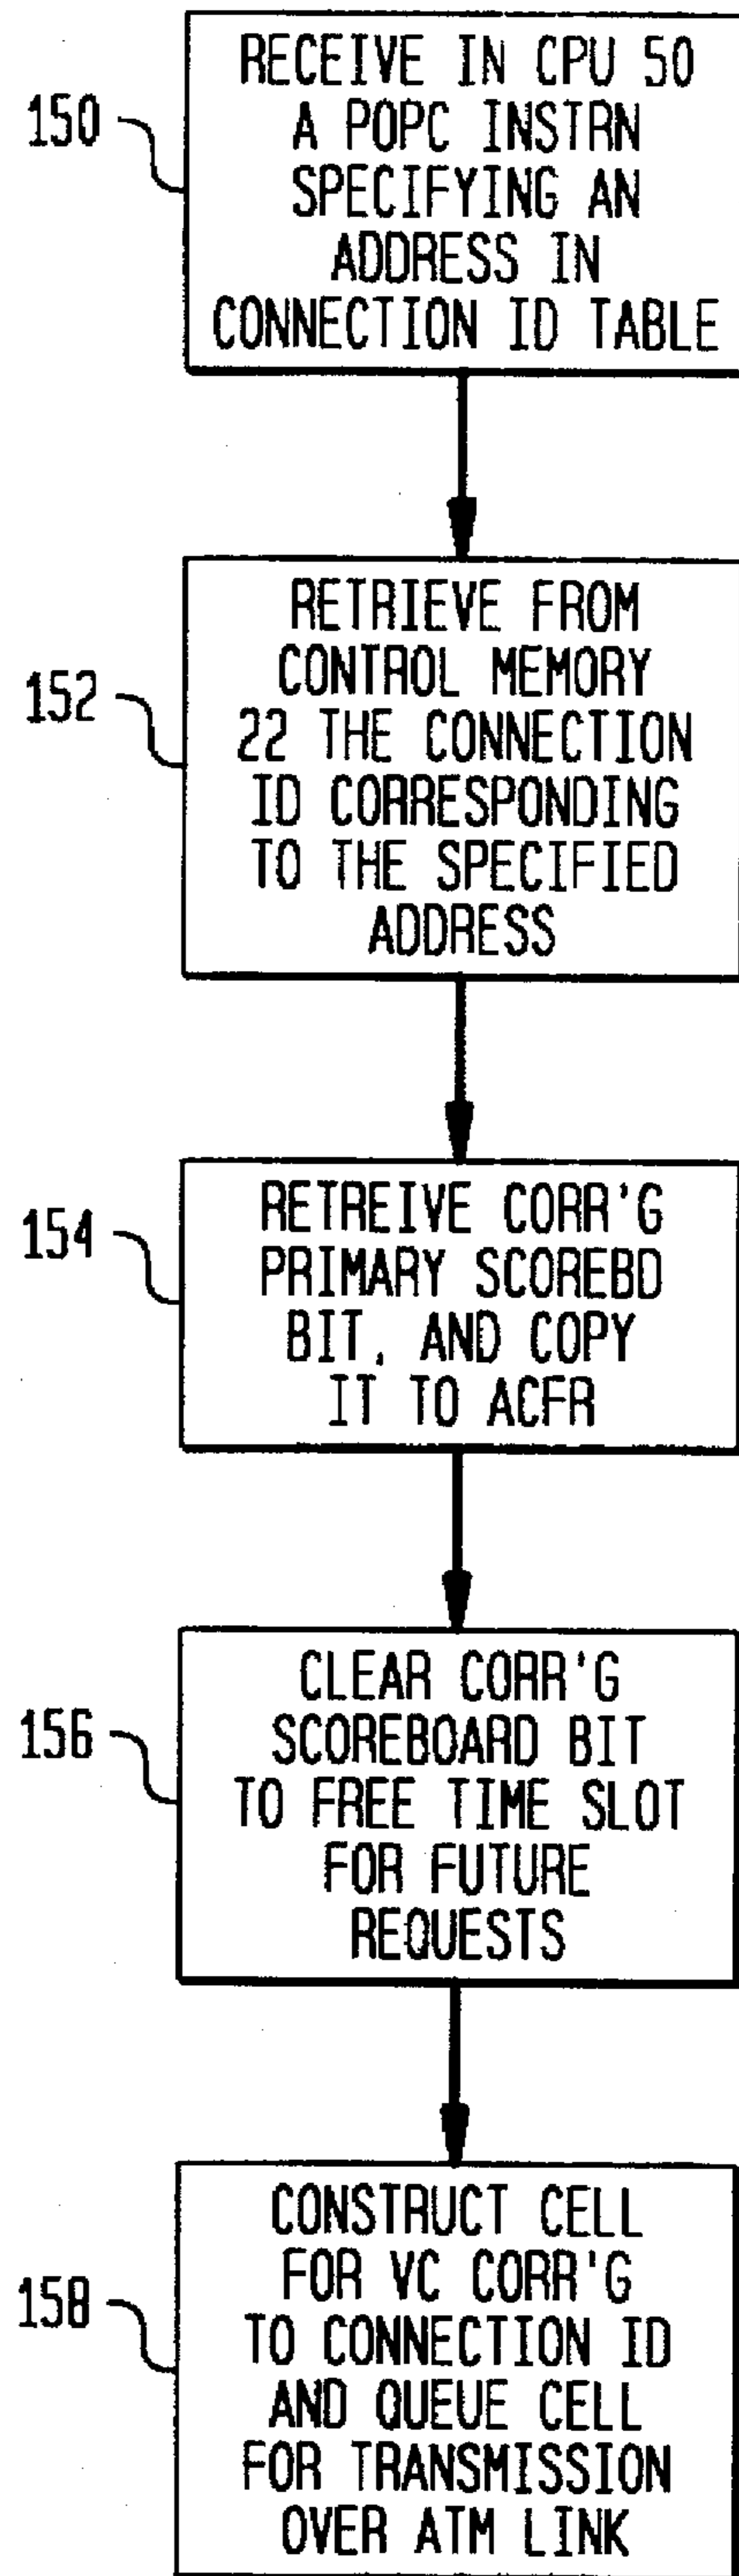 150
RECEIVE IN CPU 50
A POPC INSTRN
SPECIFYING AN
ADDRESS IN
CONNECTION ID TABLE
152
RETRIEVE FROM
CONTROL MEMORY
22 THE CONNECTION
ID CORRESPONDING
TO THE SPECIFIED
ADDRESS
154
RETREIVE CORR'G
PRIMARY SCOREBD
BIT, AND COPY
IT TO ACFR
156
CLEAR CORR'G
SCOREBOARD BIT
TO FREE TIME SLOT
FOR FUTURE
REQUESTS
158
CONSTRUCT CELL
FOR VC CORR'G
TO CONNECTION ID
AND QUEUE CELL
FOR TRANSMISSION
OVER ATM LINK